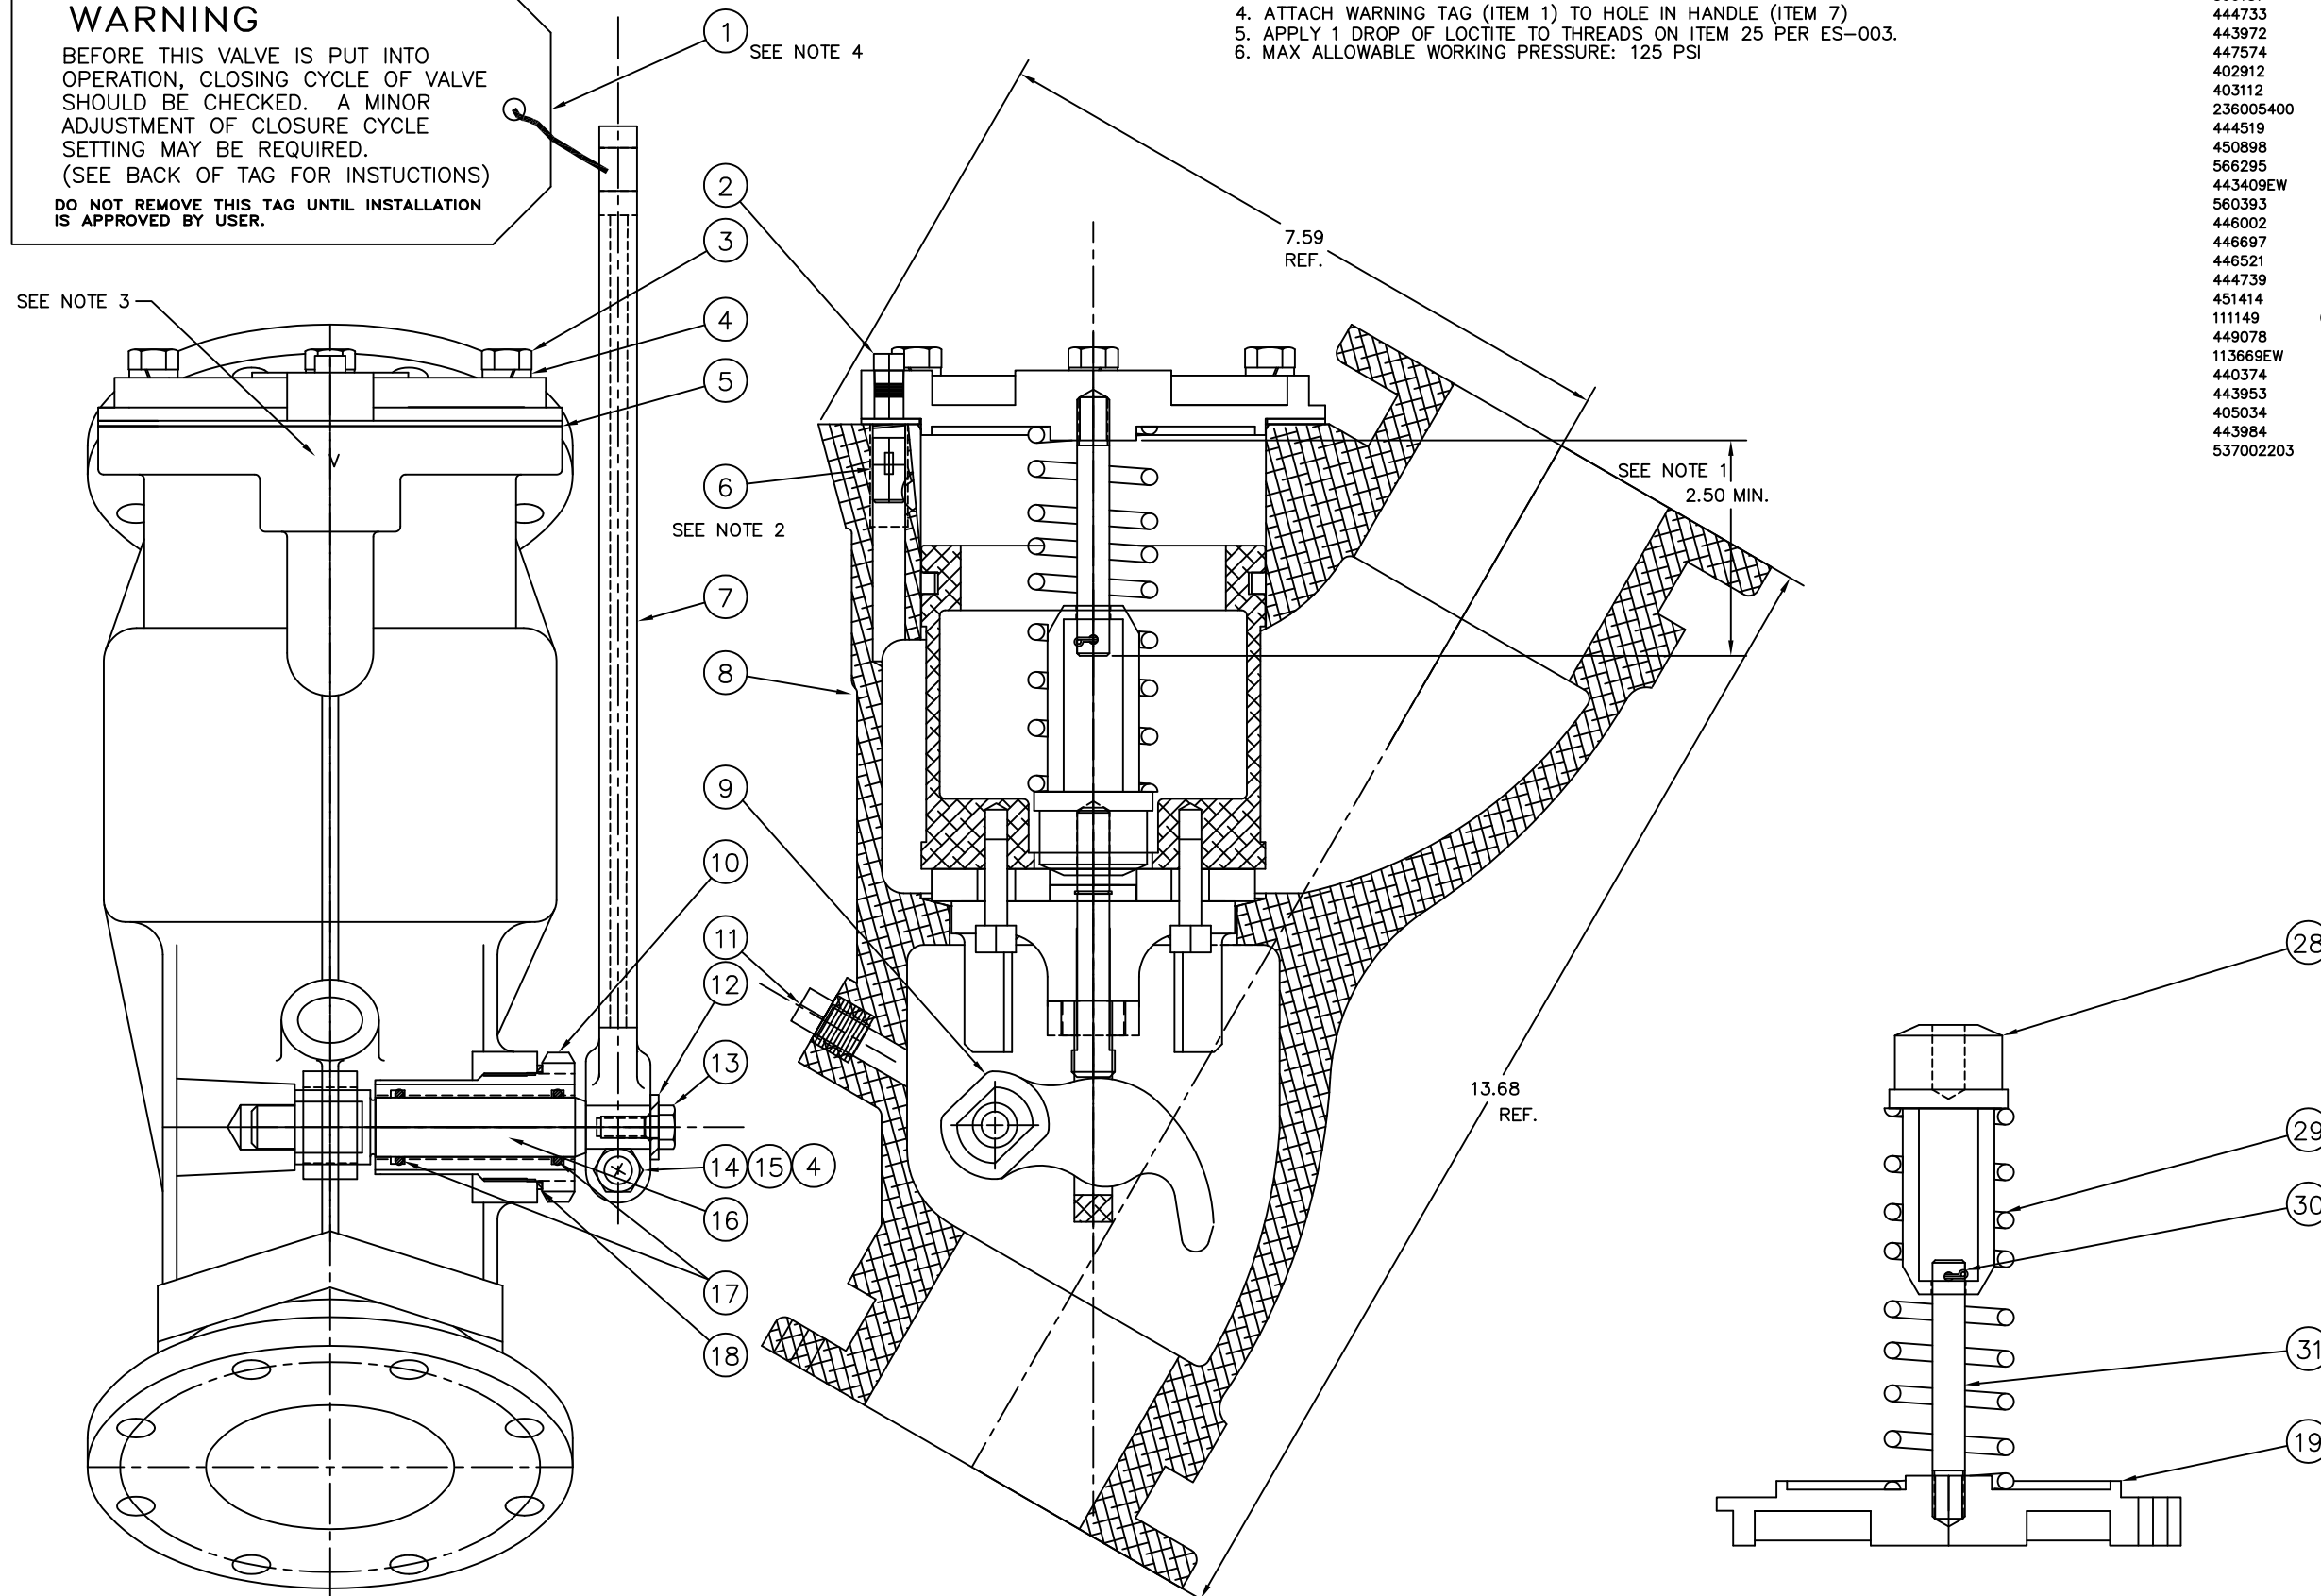 WARNING
BEFORE THIS VALVE IS PUT INTO
OPERATION, CLOSING CYCLE OF VALVE
SHOULD BE CHECKED. A MINOR
ADJUSTMENT OF CLOSURE CYCLE
SETTING MAY BE REQUIRED.
(SEE BACK OF TAG FOR INSTUCTIONS)
DO NOT REMOVE THIS TAG UNTIL INSTALLATION
IS APPROVED BY USER.
4. ATTACH WARNING TAG (ITEM 1) TO HOLE IN HANDLE (ITEM 7)
5. APPLY 1 DROP OF LOCTITE TO THREADS ON ITEM 25 PER ES-003.
6. MAX ALLOWABLE WORKING PRESSURE: 125 PSI
444733
443972
447574
402912
403112
236005400
444519
450898
566295
443409EW
560393
446002
446697
446521
444739
451414
111149
449078
113669EW
440374
443953
405034
443984
537002203
1
SEE NOTE 4
2
3
4
5
6
SEE NOTE 2
7
8
9
10
11
12
13
14 15 4
16
17
18
SEE NOTE 3
7.59
REF.
SEE NOTE 1
2.50 MIN.
13.68
REF.
28
29
30
31
19